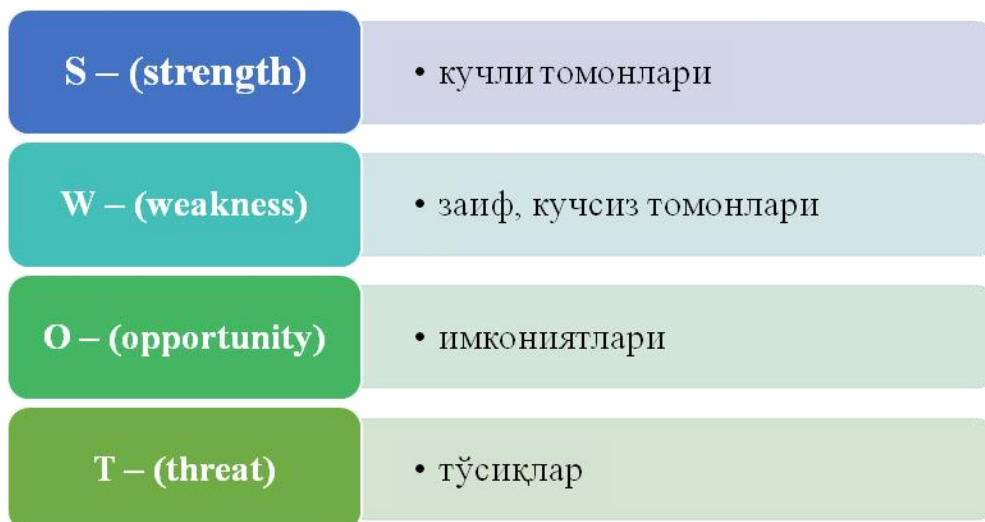 S – (strength)
• кучли томонлари
W – (weakness)
• заиф, кучсиз томонлари
O – (opportunity)
• имкониятлари
T – (threat)
• тўсиқлар